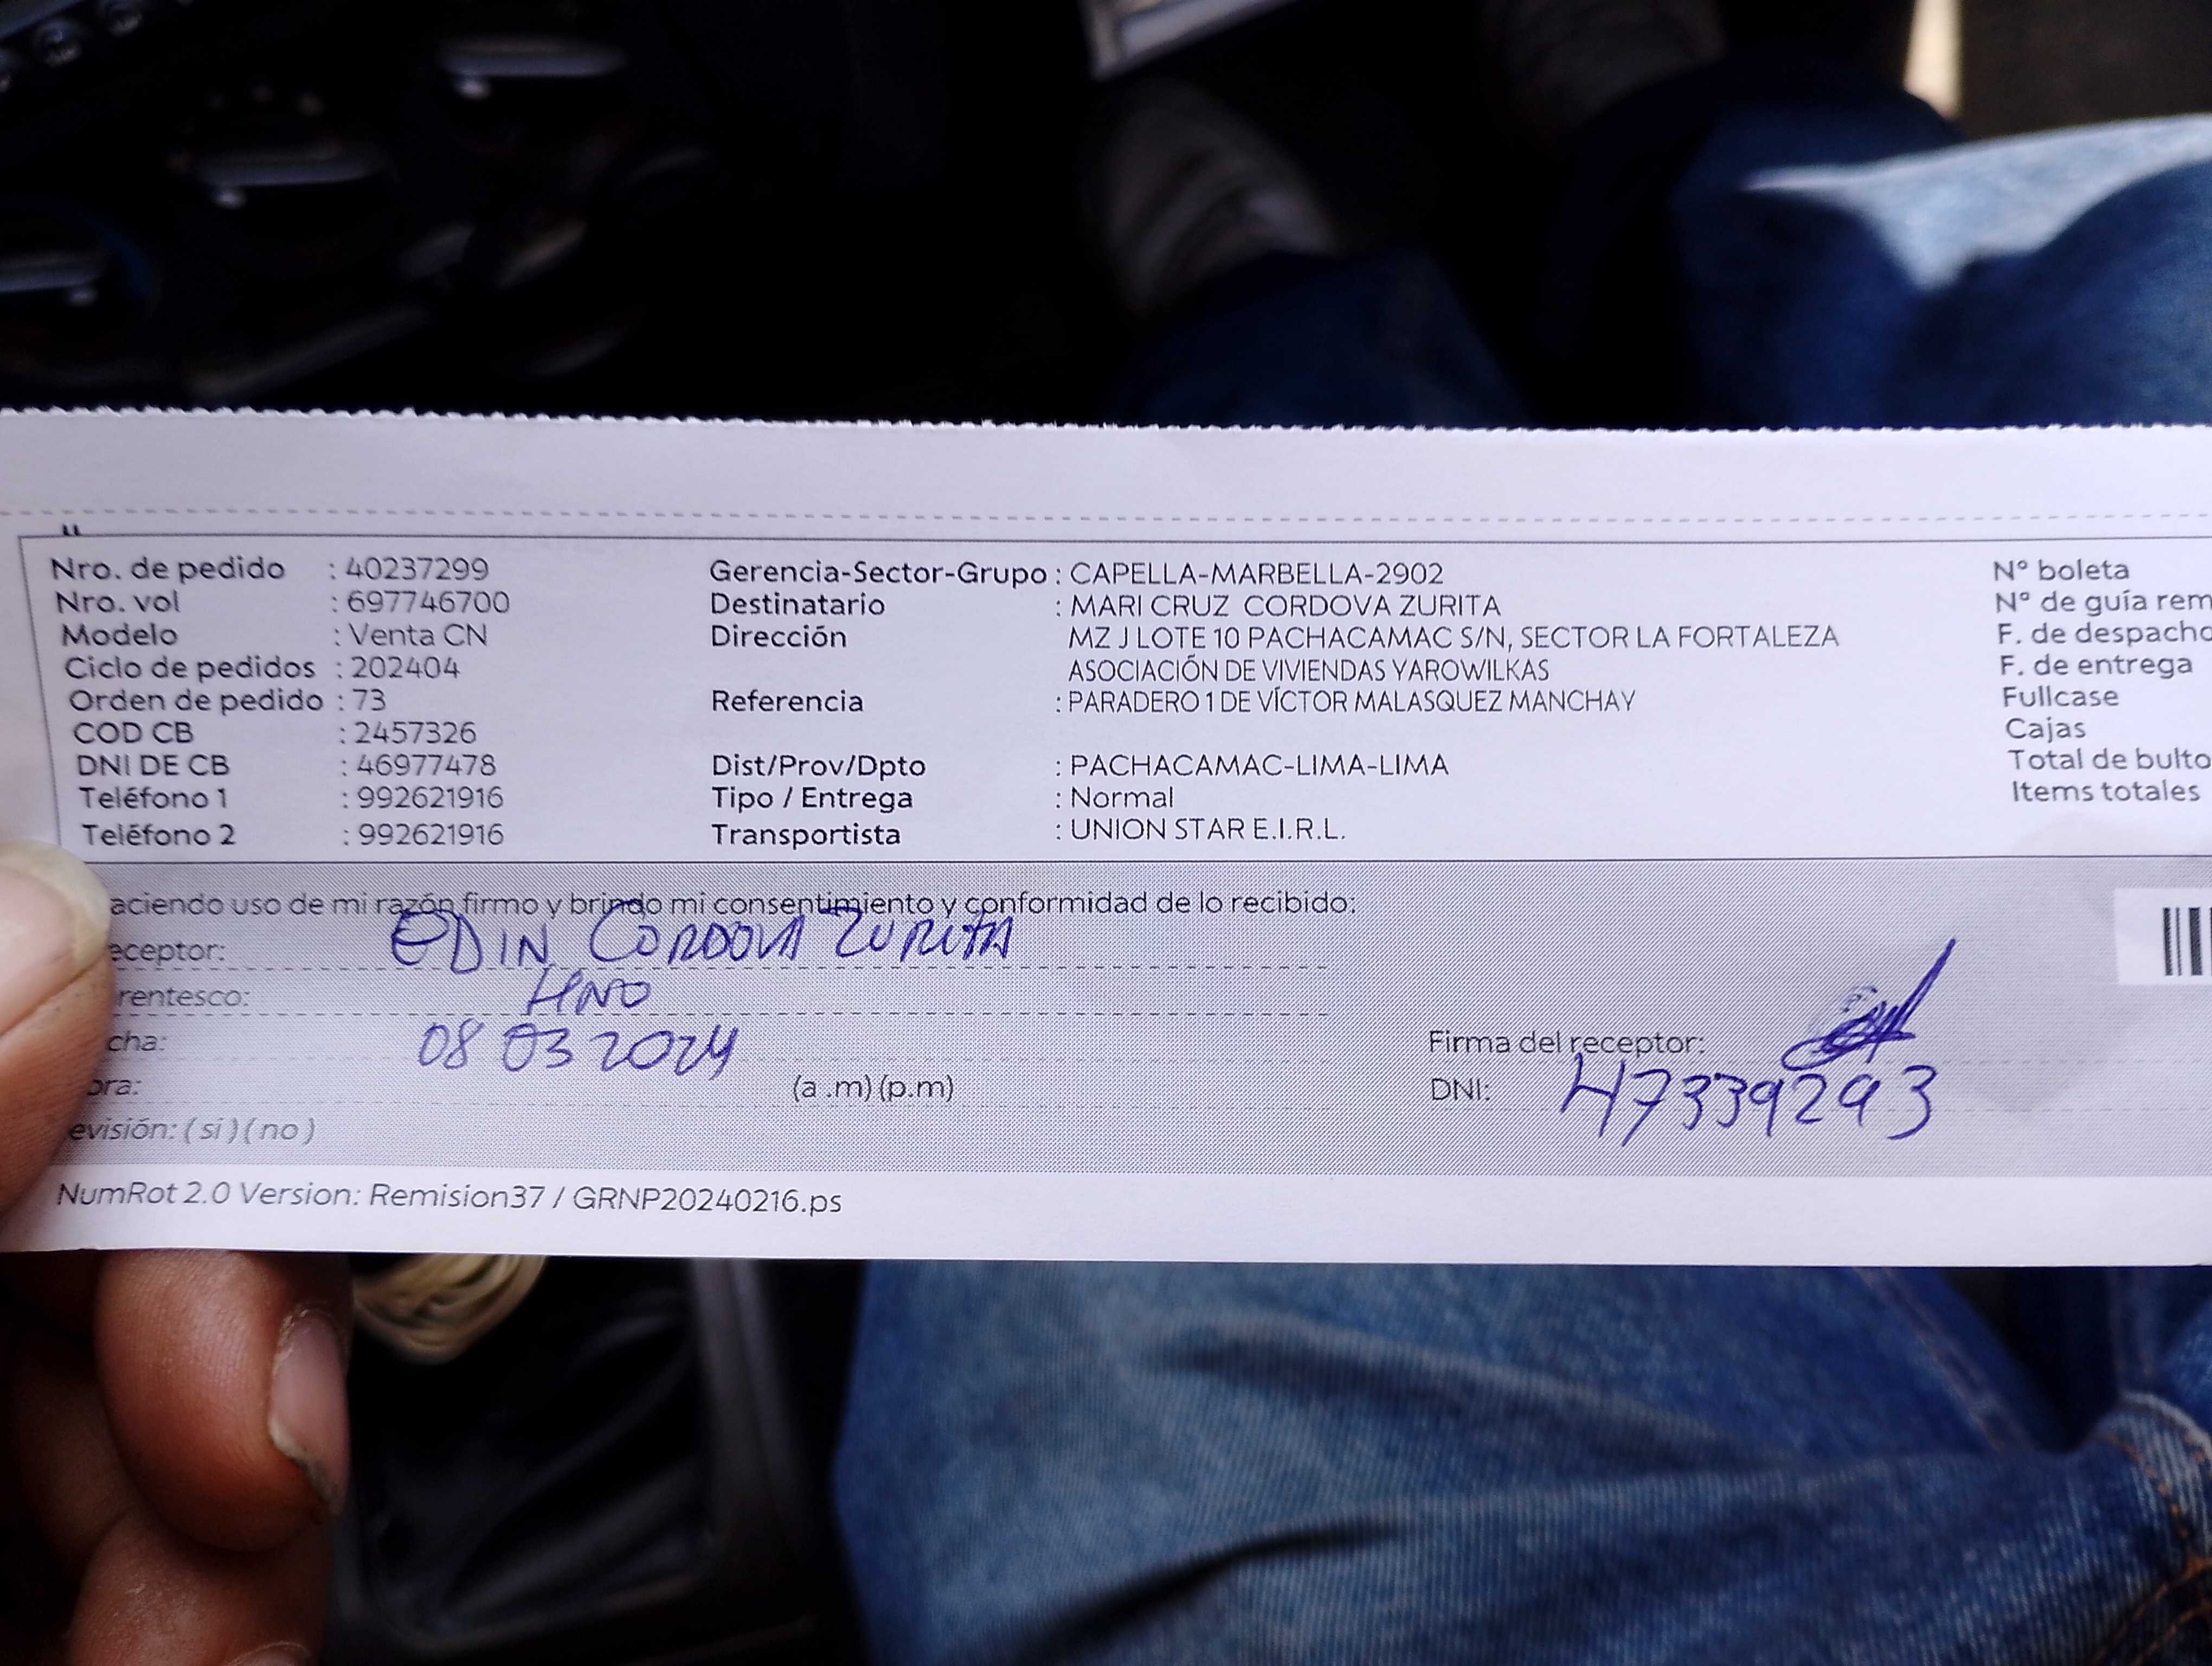 Nro. de pedido : 40237299
Nro. vol : 697746700
Modelo : Venta CN
Ciclo de pedidos : 202404
Orden de pedido : 73
COD CB : 2457326
DNI DE CB : 46977478
Teléfono 1 : 992621916
Teléfono 2 : 992621916
Gerencia-Sector-Grupo : CAPELLA-MARBELLA-2902
Destinatario : MARI CRUZ CORDOVA ZURITA
Dirección MZ J LOTE 10 PACHACAMAC S/N, SECTOR LA FORTALEZA
ASOCIACIÓN DE VIVIENDAS YAROWILKAS
Referencia : PARADERO 1 DE VÍCTOR MALASQUEZ MANCHAY
Dist/Prov/Dpto : PACHACAMAC-LIMA-LIMA
Tipo / Entrega : Normal
Transportista : UNION STAR E.I.R.L.
N° boleta
N° de guía rem
F. de despacho
F. de entrega
Fullcase
Cajas
Total de bulto
Items totales
aciendo uso de mi razón firmo y brindo mi consentimiento y conformidad de lo recibido:
eceptor: EDIN CORDOVA ZURITA
rentesco: HNO
cha: 08 03 2024
Firma del receptor:
ora: (a .m) (p.m)
DNI: 47339293
evisión: ( si ) ( no )
NumRot 2.0 Version: Remision37 / GRNP20240216.ps